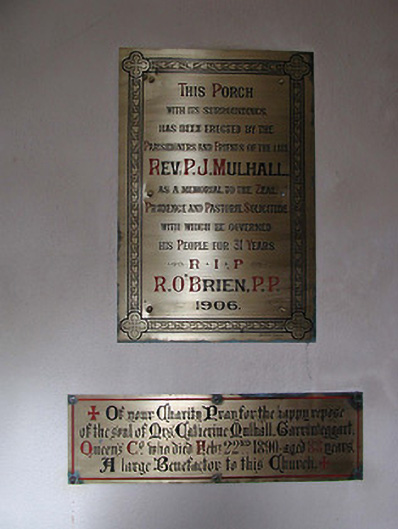 THIS PORCH
WITH ITS SURROUNDINGS,
HAS BEEN ERECTED BY THE
PARISHIONERS AND FRIENDS OF THE LATE
REV. P. J. MULHALL.
AS A MEMORIAL TO THE ZEAL,
PRUDENCE AND PASTORAL SOLICITUDE
WITH WHICH HE GOVERNED
HIS PEOPLE FOR 31 YEARS.
R · I · P
R. O'BRIEN, P.P.
1906.
Of your Charity Pray for the happy repose
of the soul of Mrs. Catherine Mulhall,
Queen's Co. who died Feby 22ND 1890 aged years.
A large Benefactor to this Church.